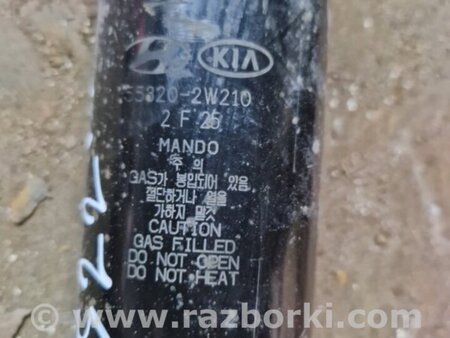 KIA
55320-2W210
2 F 25
MANDO
주 의
GAS가 봉입되어 있음
절단하거나 열을
가하지 말것
CAUTION
GAS FILLED
DO NOT OPEN
DO NOT HEAT
922-
www.razborki.com